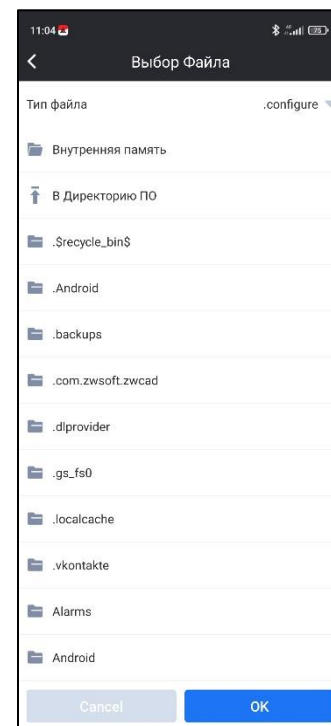 11:04
75
Выбор Файла
Тип файла .configure
Внутренняя память
В Директорию ПО
.$recycle_bin$
.Android
.backups
.com.zwsoft.zwcad
.dlprovider
.gs_fs0
.localcache
.vkontakte
Alarms
Android
Cancel OK